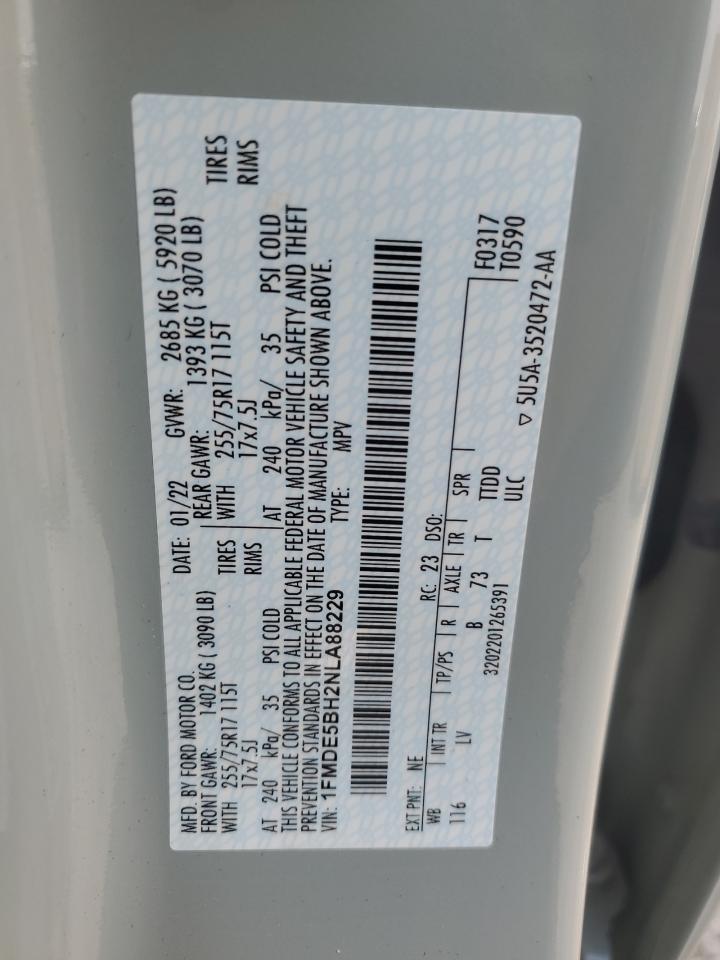 MFD. BY FORD MOTOR CO. DATE: 01/22 GVWR: 2685 KG ( 5920 LB)
FRONT GAWR: 1402 KG ( 3090 LB) REAR GAWR: 1393 KG ( 3070 LB)
WITH 255/75R17 115T TIRES WITH 255/75R17 115T TIRES
17x7.5J RIMS 17x7.5J RIMS
AT 240 kPa/ 35 PSI COLD AT 240 kPa/ 35 PSI COLD
THIS VEHICLE CONFORMS TO ALL APPLICABLE FEDERAL MOTOR VEHICLE SAFETY AND THEFT
PREVENTION STANDARDS IN EFFECT ON THE DATE OF MANUFACTURE SHOWN ABOVE.
VIN: 1FMDE5BH2NLA88229 TYPE: MPV
EXT PNT: NE RC: 23 DSO: F0317
WB INT TR TP/PS R AXLE TR SPR T0590
116 LV B 73 T TTDD
3202201265391 ULC ▽ 5U5A-3520472-AA